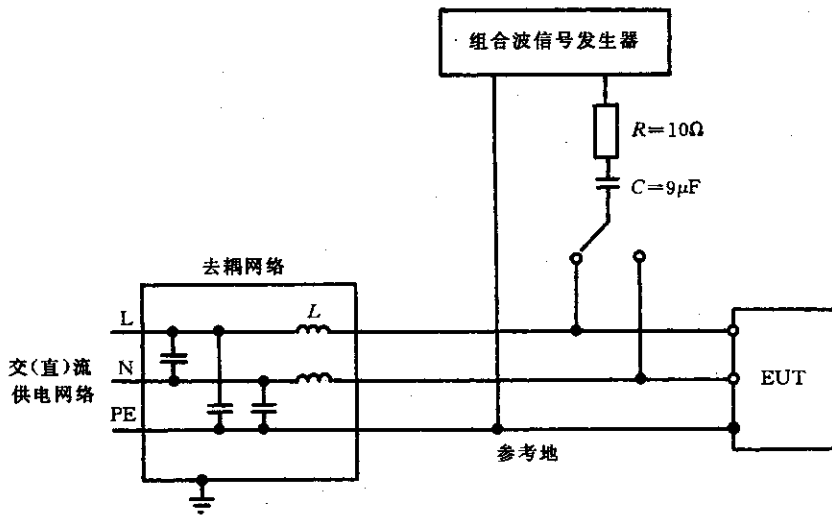 组合波信号发生器
R=10Ω
C=9μF
去耦网络
L
L
交(直)流
供电网络
N
PE
EUT
参考地